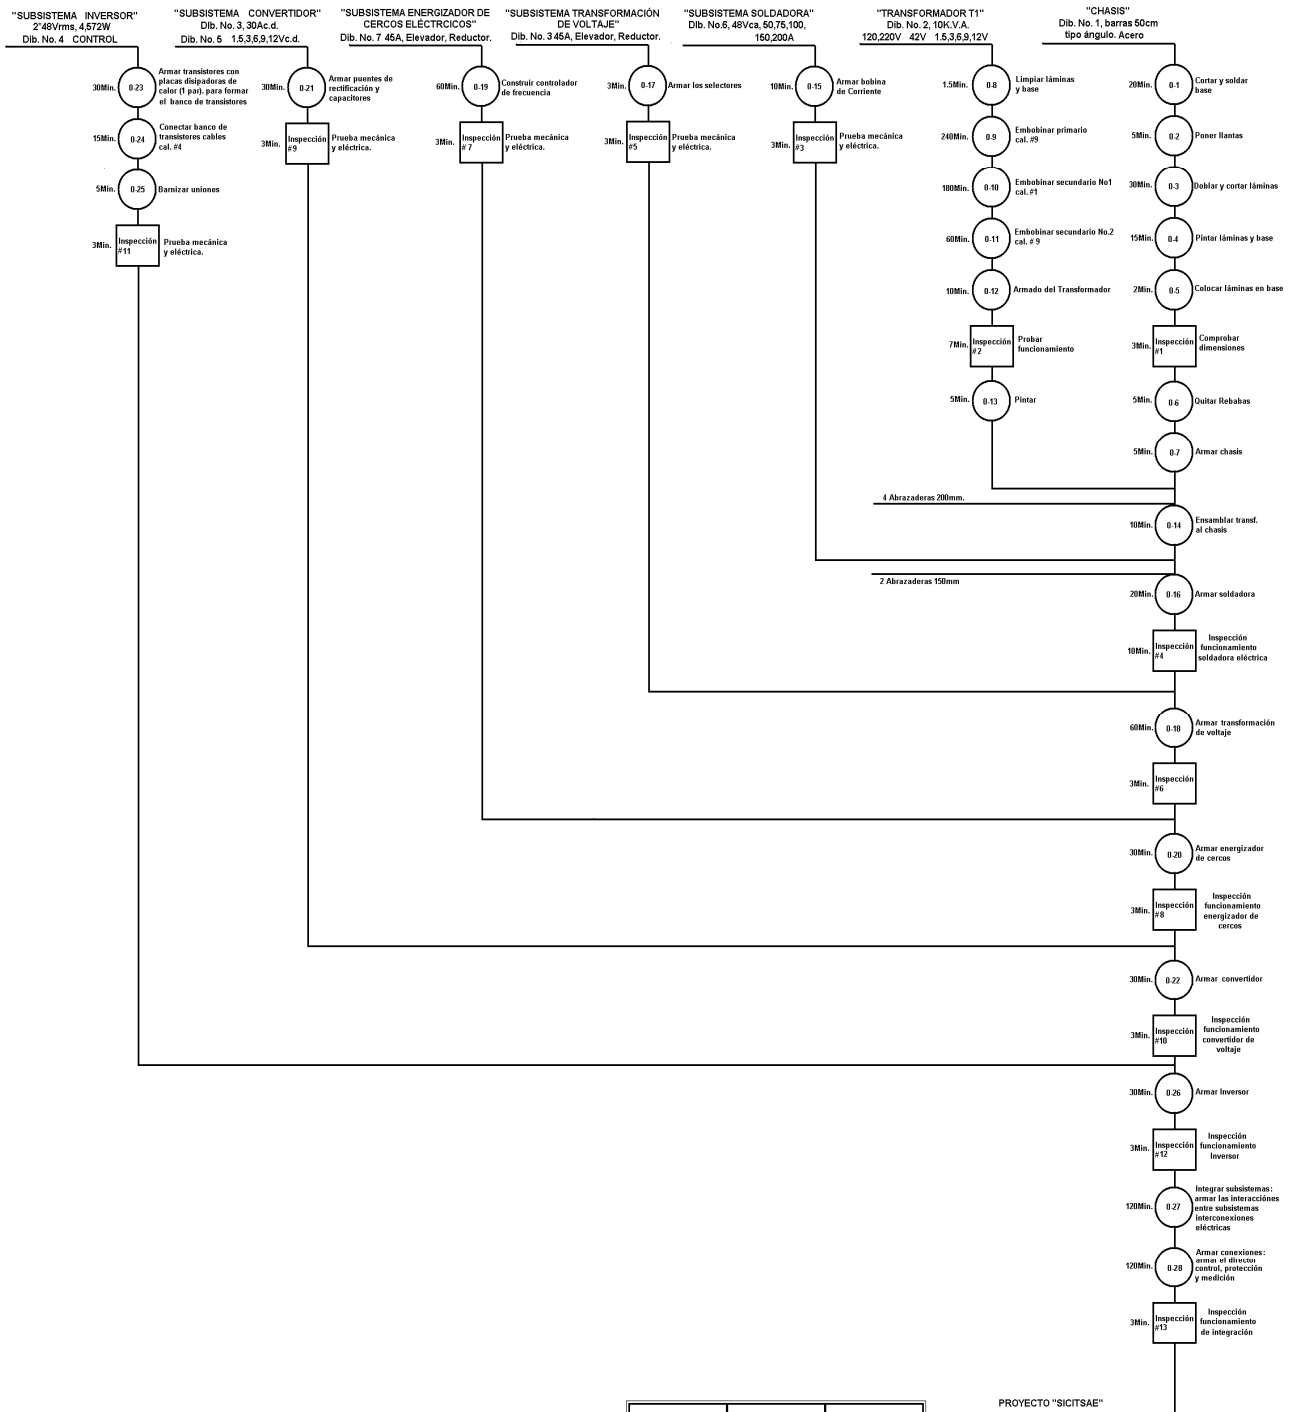 "SUBSISTEMA INVERSOR"
2*48Vrms, 4,572W
Dib. No. 4 CONTROL
30Min.
0-23
Armar transistores con
placas disipadoras de
calor (1 par). para formar
el banco de transistores
15Min.
0-24
Conectar banco de
transistores cables
cal. #4
5Min.
0-25
Barnizar uniones
3Min.
Inspección
#11
Prueba mecánica
y eléctrica.
"SUBSISTEMA CONVERTIDOR"
Dib. No. 3, 30Ac.d.
Dib. No. 5 1.5,3,6,9,12Vc.d.
30Min.
0-21
Armar puentes de
rectificación y
capacitores
3Min.
Inspección
#9
Prueba mecánica
y eléctrica.
"SUBSISTEMA ENERGIZADOR DE
CERCOS ELÉCTRICOS"
Dib. No. 7 45A, Elevador, Reductor.
60Min.
0-19
Construir controlador
de frecuencia
3Min.
Inspección
# 7
Prueba mecánica
y eléctrica.
"SUBSISTEMA TRANSFORMACIÓN
DE VOLTAJE"
Dib. No. 3 45A, Elevador, Reductor.
3Min.
0-17
Armar los selectores
3Min.
Inspección
#5
Prueba mecánica
y eléctrica.
"SUBSISTEMA SOLDADORA"
DIb. No.6, 48Vca, 50,75,100,
150,200A
10Min.
0-15
Armar bobina
de Corriente
3Min.
Inspección
#3
Prueba mecánica
y eléctrica.
"TRANSFORMADOR T1"
Dib. No. 2, 10K.V.A.
120,220V 42V 1.5,3,6,9,12V
1.5Min.
0-8
Limpiar láminas
y base
240Min.
0-9
Embobinar primario
cal. #9
180Min.
0-10
Embobinar secundario No1
cal. #1
60Min.
0-11
Embobinar secundario No.2
cal. # 9
10Min.
0-12
Armado del Transformador
7Min.
Inspección
#2
Probar
funcionamiento
5Min.
0-13
Pintar
"CHASIS"
Dib. No. 1, barras 50cm
tipo ángulo. Acero
20Min.
0-1
Cortar y soldar
base
5Min.
0-2
Poner llantas
30Min.
0-3
Doblar y cortar láminas
15Min.
0-4
Pintar láminas y base
2Min.
0-5
Colocar láminas en base
3Min.
Inspección
#1
Comprobar
dimensiones
5Min.
0-6
Quitar Rebabas
5Min.
0-7
Armar chasis
4 Abrazaderas 200mm.
10Min.
0-14
Ensamblar transf.
al chasis
2 Abrazaderas 150mm
20Min.
0-16
Armar soldadora
10Min.
Inspección
#4
Inspección
funcionamiento
soldadora eléctrica
60Min.
0-18
Armar transformación
de voltaje
3Min.
Inspección
#6
30Min.
0-20
Armar energizador
de cercos
3Min.
Inspección
#8
Inspección
funcionamiento
energizador de
cercos
30Min.
0-22
Armar convertidor
3Min.
Inspección
#10
Inspección
funcionamiento
convertidor de
voltaje
30Min.
0-26
Armar Inversor
3Min.
Inspección
#12
Inspección
funcionamiento
Inversor
120Min.
0-27
Integrar subsistemas:
armar las interacciónes
entre subsistemas
interconexiones
eléctricas
120Min.
0-28
Armar conexiones:
armar el director
control, protección
y medición
3Min.
Inspección
#13
Inspección
funcionamiento
de integración
PROYECTO "SICITSAE"